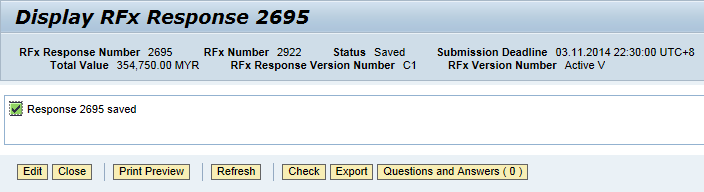 Display RFx Response 2695
RFx Response Number 2695 RFx Number 2922 Status Saved Submission Deadline 03.11.2014 22:30:00 UTC+8
Total Value 354,750.00 MYR RFx Response Version Number C1 RFx Version Number Active V
Response 2695 saved
Edit Close Print Preview Refresh Check Export Questions and Answers ( 0 )